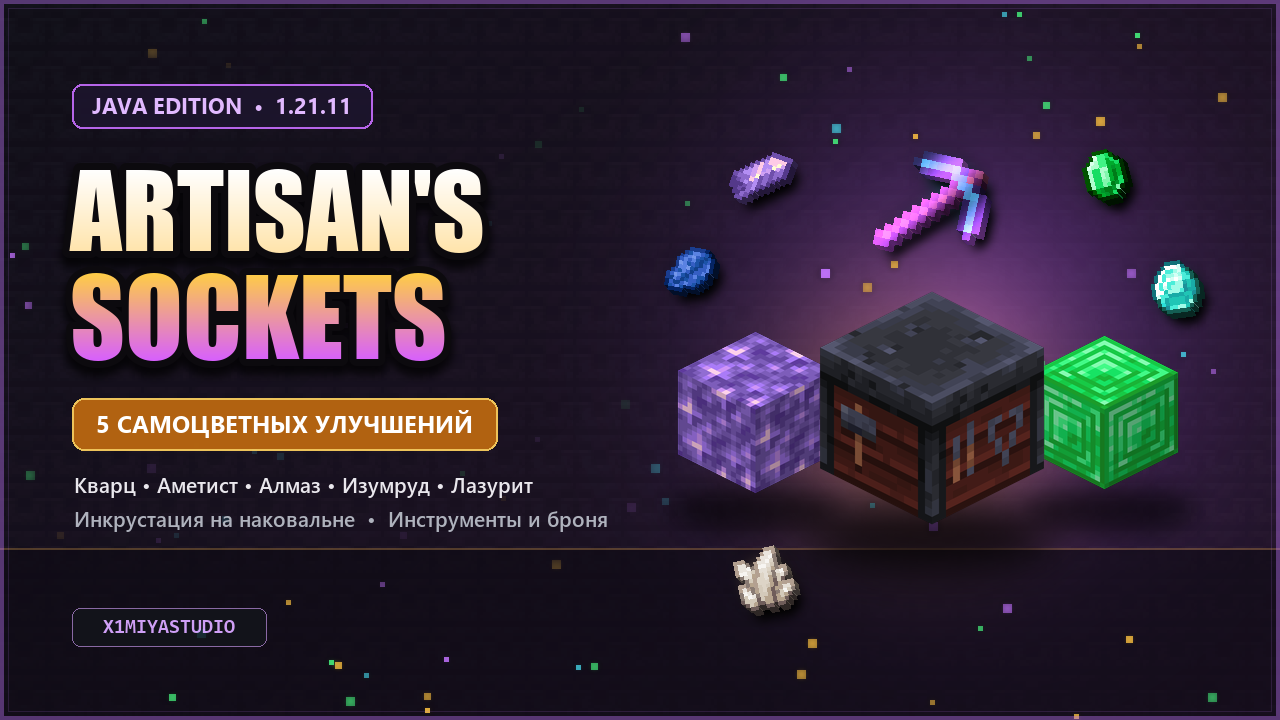 JAVA EDITION • 1.21.11
ARTISAN'S
SOCKETS
5 САМОЦВЕТНЫХ УЛУЧШЕНИЙ
Кварц • Аметист • Алмаз • Изумруд • Лазурит
Инкрустация на наковальне • Инструменты и броня
X1MIYASTUDIO